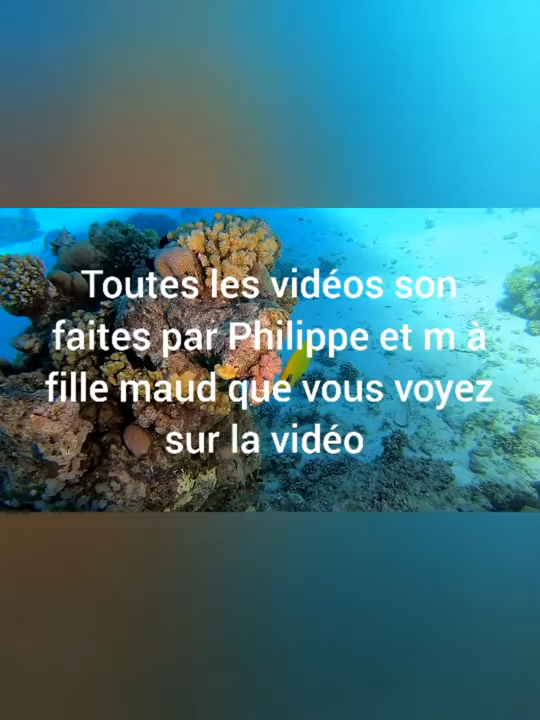 Toutes les vidéos son
faites par Philippe et m à
fille maud que vous voyez
sur la vidéo